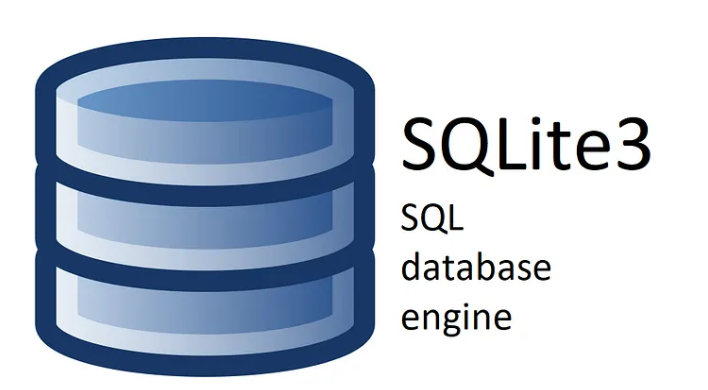 SQLite3
SQL
database
engine